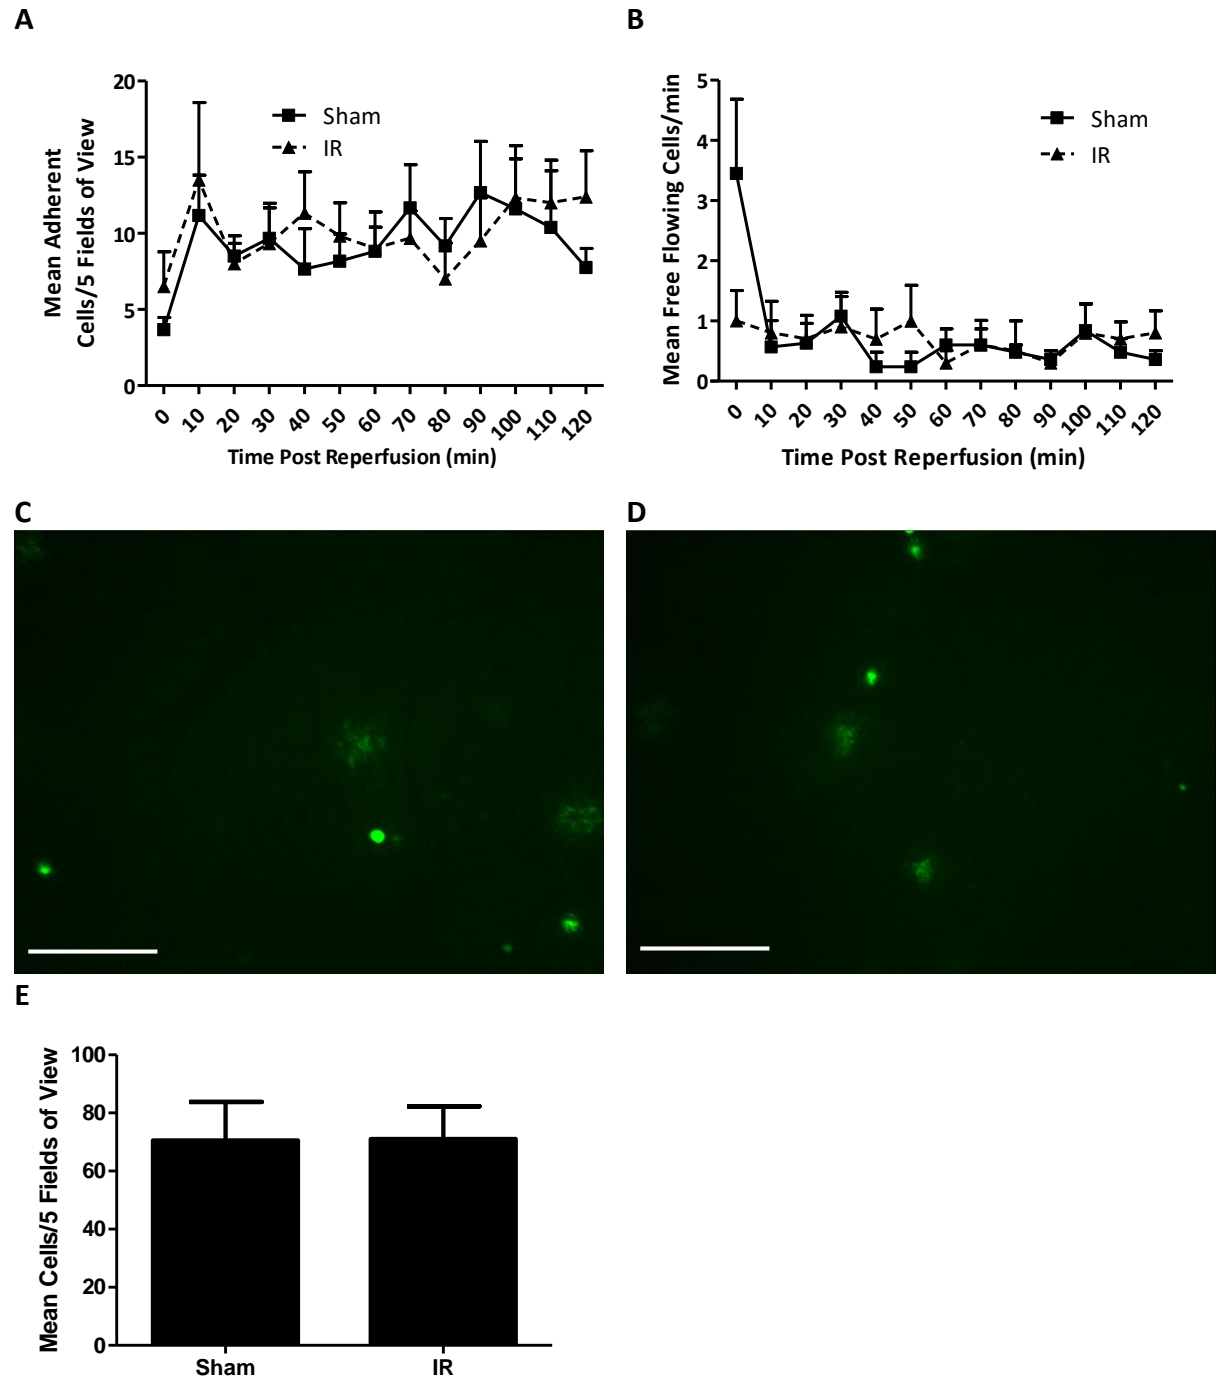 A
Mean Adherent
Cells/5 Fields of View
20
15
10
5
0
Sham
IR
0 10 20 30 40 50 60 70 80 90 100 110 120
Time Post Reperfusion (min)
B
Mean Free Flowing Cells/min
5
4
3
2
1
0
Sham
IR
0 10 20 30 40 50 60 70 80 90 100 110 120
Time Post Reperfusion (min)
C
D
E
Mean Cells/5 Fields of View
100
80
60
40
20
0
Sham IR